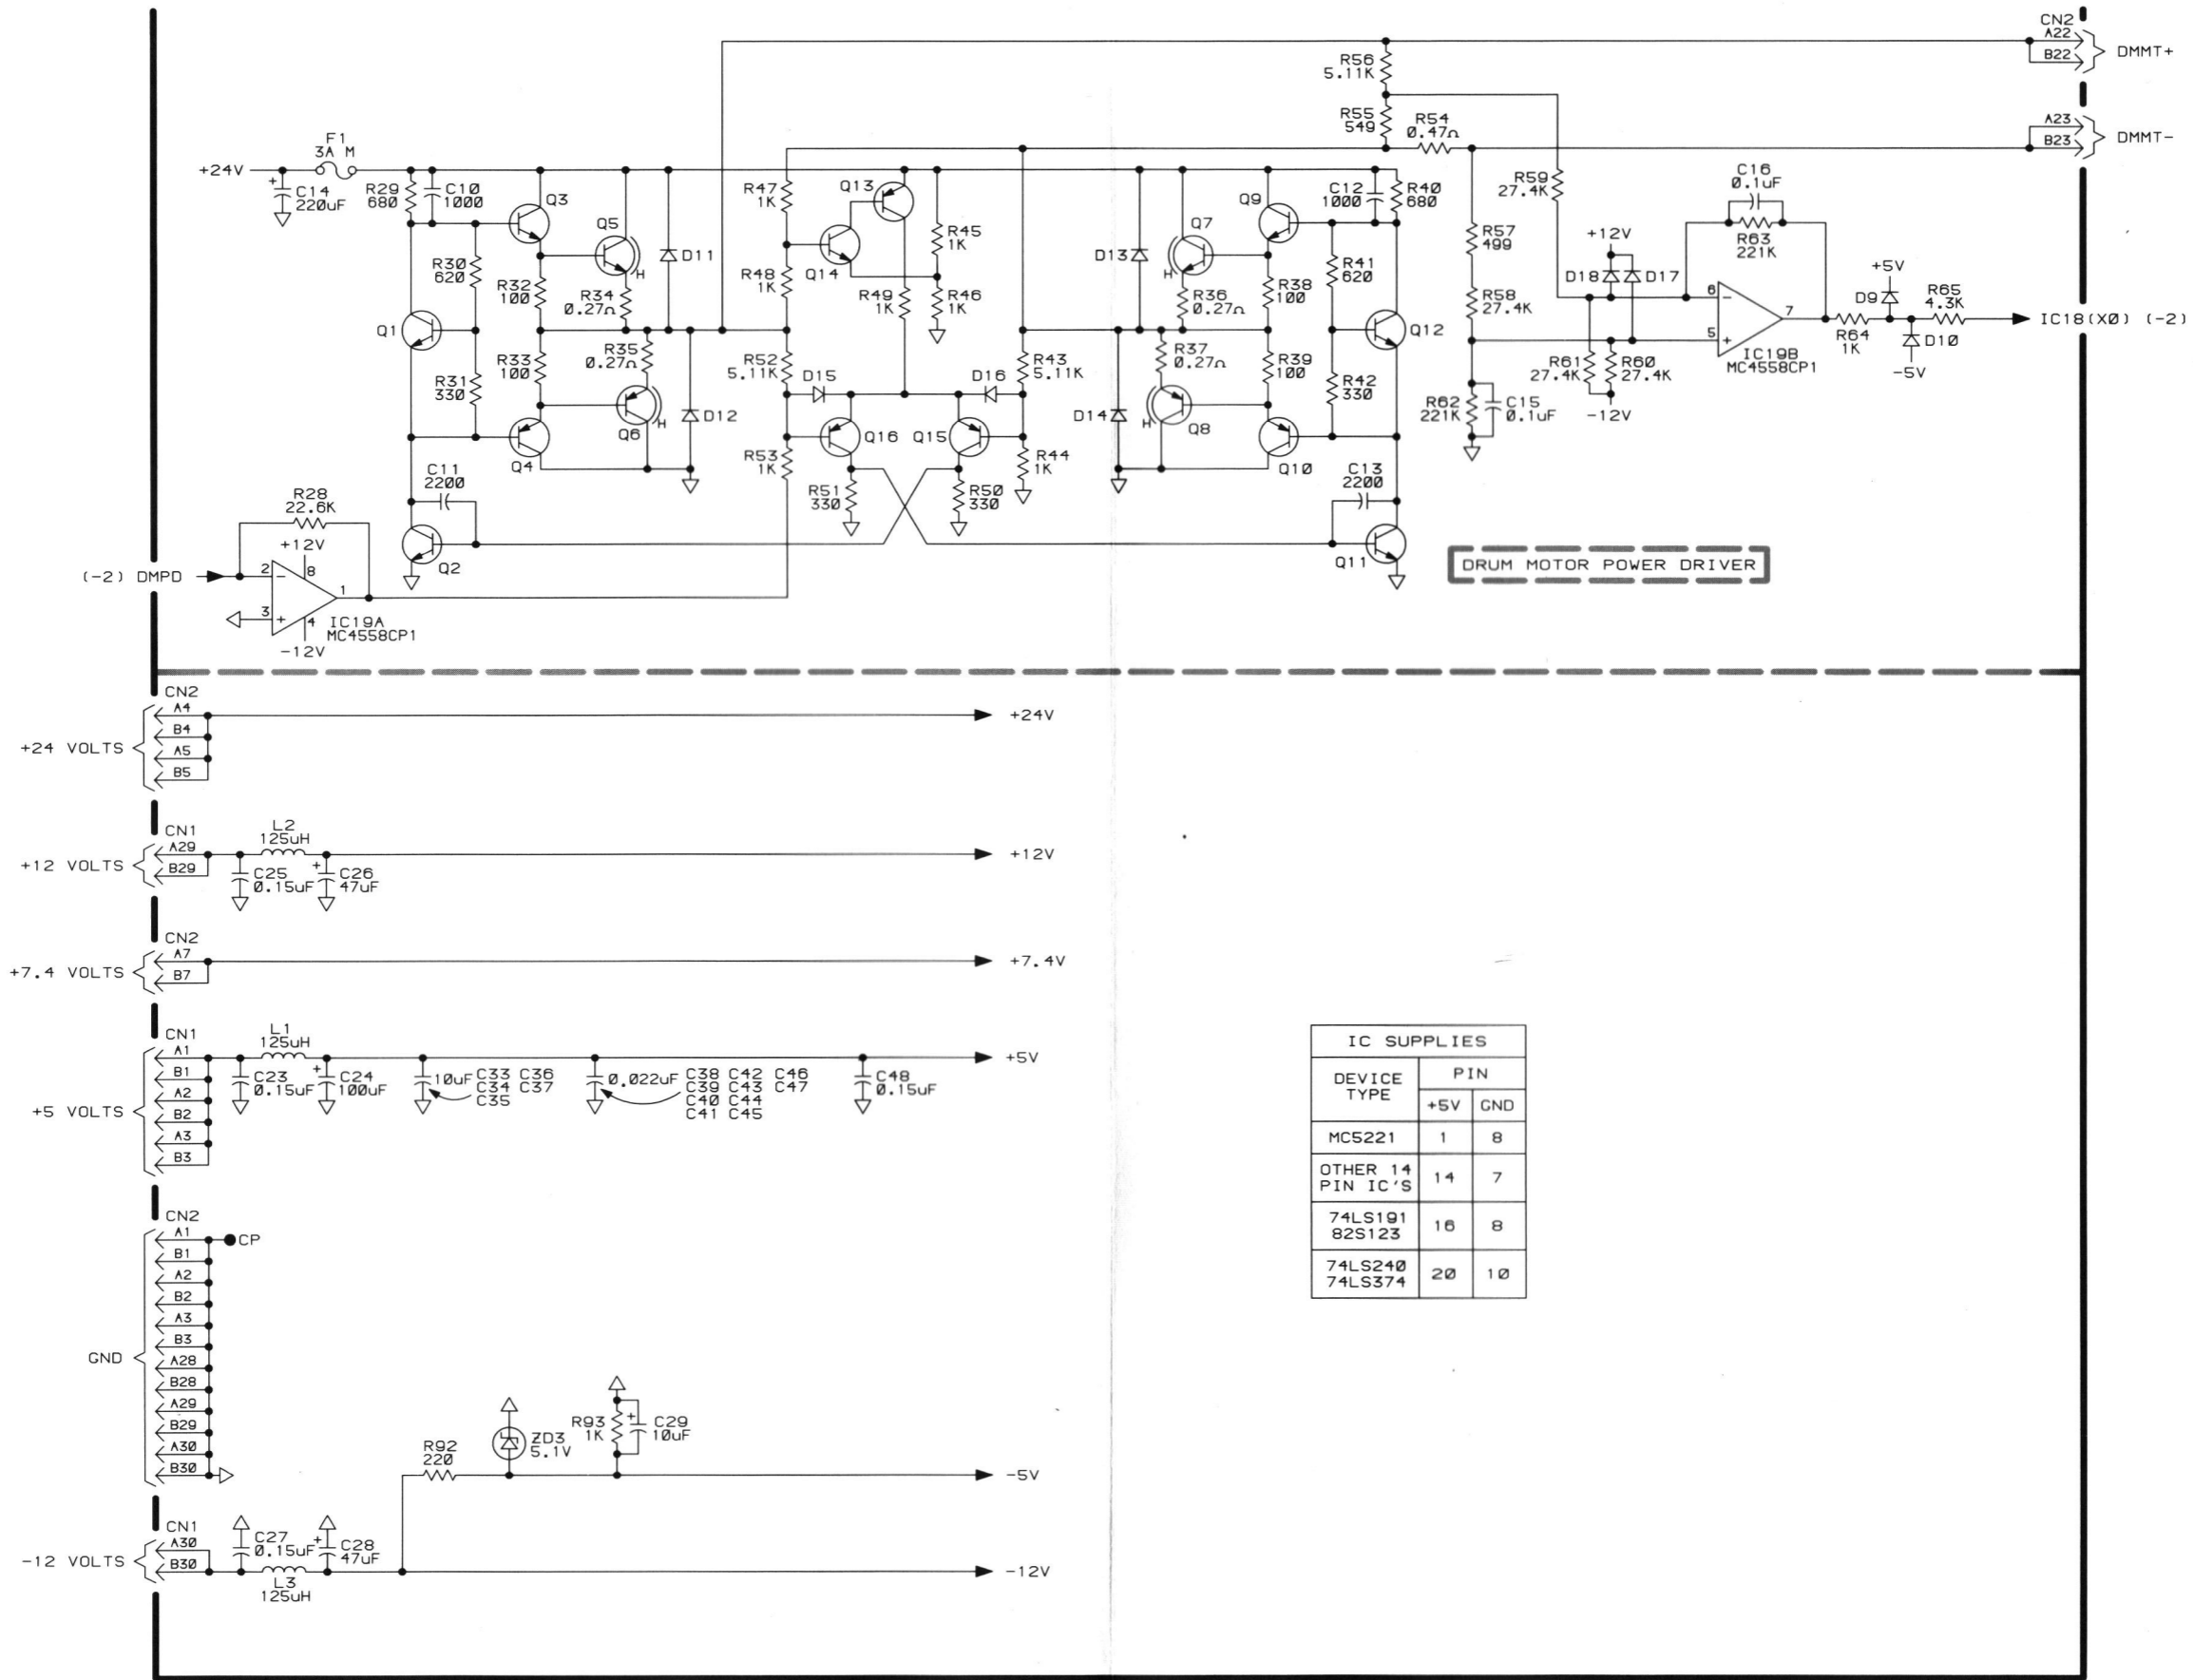 CN2
A22
B22
DMMT+
A23
B23
DMMT-
R56
5.11K
R55
549
R54
0.47Ω
F1
3A M
+24V
+
C14
220uF
R29
680
C10
1000
Q3
Q5
H
D11
R47
1K
Q13
Q14
R45
1K
R48
1K
R49
1K
R46
1K
D13
Q7
H
Q9
C12
1000
R40
680
R59
27.4K
C16
0.1uF
R63
221K
R57
499
+12V
D18
D17
R30
620
R32
100
R34
0.27Ω
R36
0.27Ω
R38
100
R41
620
R58
27.4K
6
-
5
+
7
IC19B
MC4558CP1
+5V
D9
R65
4.3K
R64
1K
D10
-5V
IC18(XØ) (-2)
Q1
Q12
R31
330
R33
100
R35
0.27Ω
R52
5.11K
D15
D16
R43
5.11K
R37
0.27Ω
R39
100
R42
330
R61
27.4K
R60
27.4K
-12V
R62
221K
C15
0.1uF
Q6
H
D12
D14
H
Q8
Q4
Q16
Q15
Q10
R53
1K
R44
1K
C11
2200
R51
330
R50
330
C13
2200
Q2
Q11
R28
22.6K
+12V
(-2) DMPD
2
-
8
1
3
+
4
IC19A
MC4558CP1
-12V
DRUM MOTOR POWER DRIVER
CN2
A4
B4
A5
B5
+24 VOLTS
+24V
CN1
A29
B29
+12 VOLTS
L2
125uH
C25
0.15uF
+
C26
47uF
+12V
CN2
A7
B7
+7.4 VOLTS
+7.4V
CN1
A1
B1
A2
B2
A3
B3
+5 VOLTS
L1
125uH
C23
0.15uF
+
C24
100uF
10uF C33 C36
C34 C37
C35
0.022uF C38 C42 C46
C39 C43 C47
C40 C44
C41 C45
C48
0.15uF
+5V
IC SUPPLIES
DEVICE TYPE
PIN
+5V
GND
MC5221 1 8
OTHER 14
PIN IC'S 14 7
74LS191
82S123 16 8
74LS240
74LS374 20 10
CN2
A1
B1
A2
B2
A3
B3
A28
B28
A29
B29
A30
B30
GND
CP
R92
220
ZD3
5.1V
R93
1K
+
C29
10uF
-5V
CN1
A30
B30
-12 VOLTS
C27
0.15uF
+
C28
47uF
L3
125uH
-12V